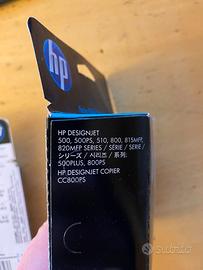 hp
HP DESIGNJET
500, 500PS, 510, 800, 815MFP,
820MFP SERIES / SÉRIE / SERIE /
シリーズ / 시리즈 / 系列;
500PLUS, 800PS
HP DESIGNJET COPIER
CC800PS
Subito